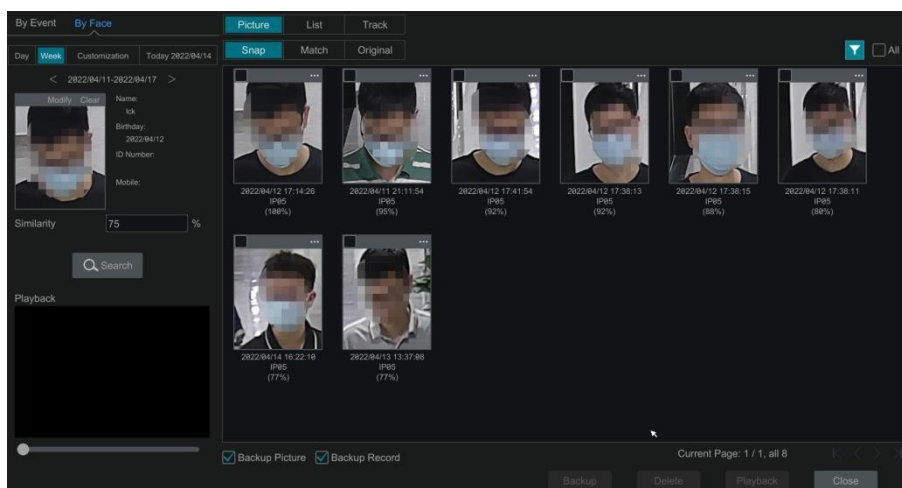 By Event By Face
Day Week Customization Today 2022/04/14
< 2022/04/11-2022/04/17 >
Modify Clear
Name:
lck
Birthday:
2022/04/12
ID Number:
Mobile:
Similarity 75 %
Search
Playback
Picture List Track
Snap Match Original
All
2022/04/12 17:14:26
IP05
(100%)
2022/04/11 21:11:54
IP05
(95%)
2022/04/12 17:41:54
IP05
(92%)
2022/04/12 17:38:13
IP05
(92%)
2022/04/12 17:38:15
IP05
(88%)
2022/04/12 17:38:11
IP05
(80%)
2022/04/14 16:22:10
IP05
(77%)
2022/04/13 13:37:08
IP05
(77%)
Backup Picture Backup Record
Current Page: 1 / 1, all 8
Backup Delete Playback Close